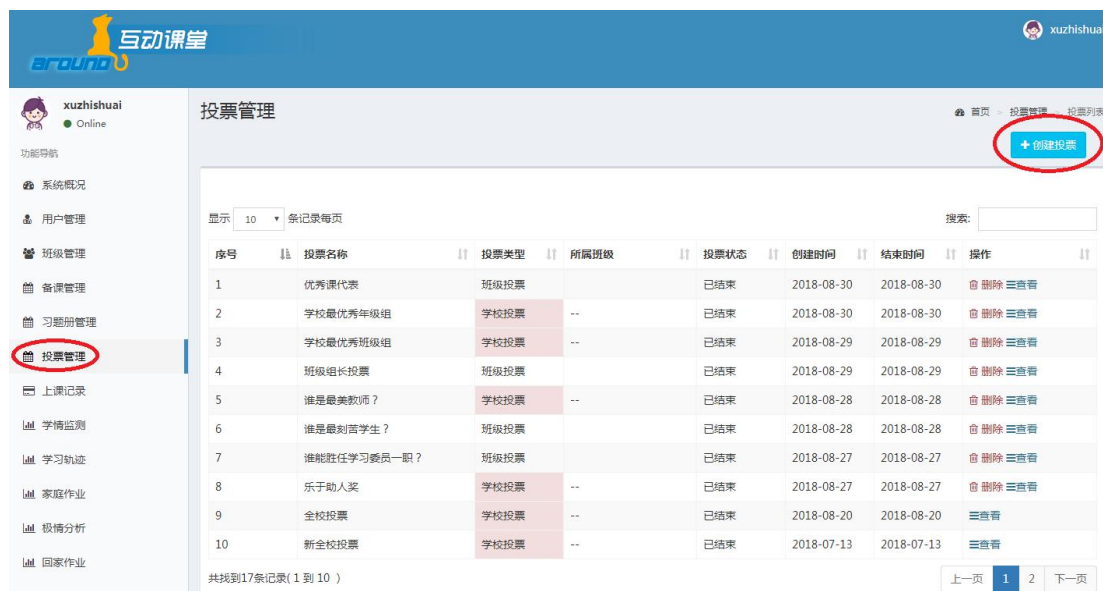 around 互动课堂
xuzhishuai
xuzhishuai
Online
功能导航
系统概况
用户管理
班级管理
备课管理
习题册管理
投票管理
上课记录
学情监测
学习轨迹
家庭作业
极情分析
回家作业
投票管理
首页 > 投票管理 > 投票列表
+ 创建投票
显示 10 条记录每页 搜索:
序号 投票名称 投票类型 所属班级 投票状态 创建时间 结束时间 操作
1 优秀课代表 班级投票 已结束 2018-08-30 2018-08-30 删除 查看
2 学校最优秀年级组 学校投票 -- 已结束 2018-08-30 2018-08-30 删除 查看
3 学校最优秀班级组 学校投票 -- 已结束 2018-08-29 2018-08-29 删除 查看
4 班级组长投票 班级投票 已结束 2018-08-29 2018-08-29 删除 查看
5 谁是最美教师？ 学校投票 -- 已结束 2018-08-28 2018-08-28 删除 查看
6 谁是最刻苦学生？ 班级投票 已结束 2018-08-28 2018-08-28 删除 查看
7 谁能胜任学习委员一职？ 班级投票 已结束 2018-08-27 2018-08-27 删除 查看
8 乐于助人奖 学校投票 -- 已结束 2018-08-27 2018-08-27 删除 查看
9 全校投票 学校投票 -- 已结束 2018-08-20 2018-08-20 查看
10 新全校投票 学校投票 -- 已结束 2018-07-13 2018-07-13 查看
共找到17条记录( 1 到 10 )
上一页 1 2 下一页